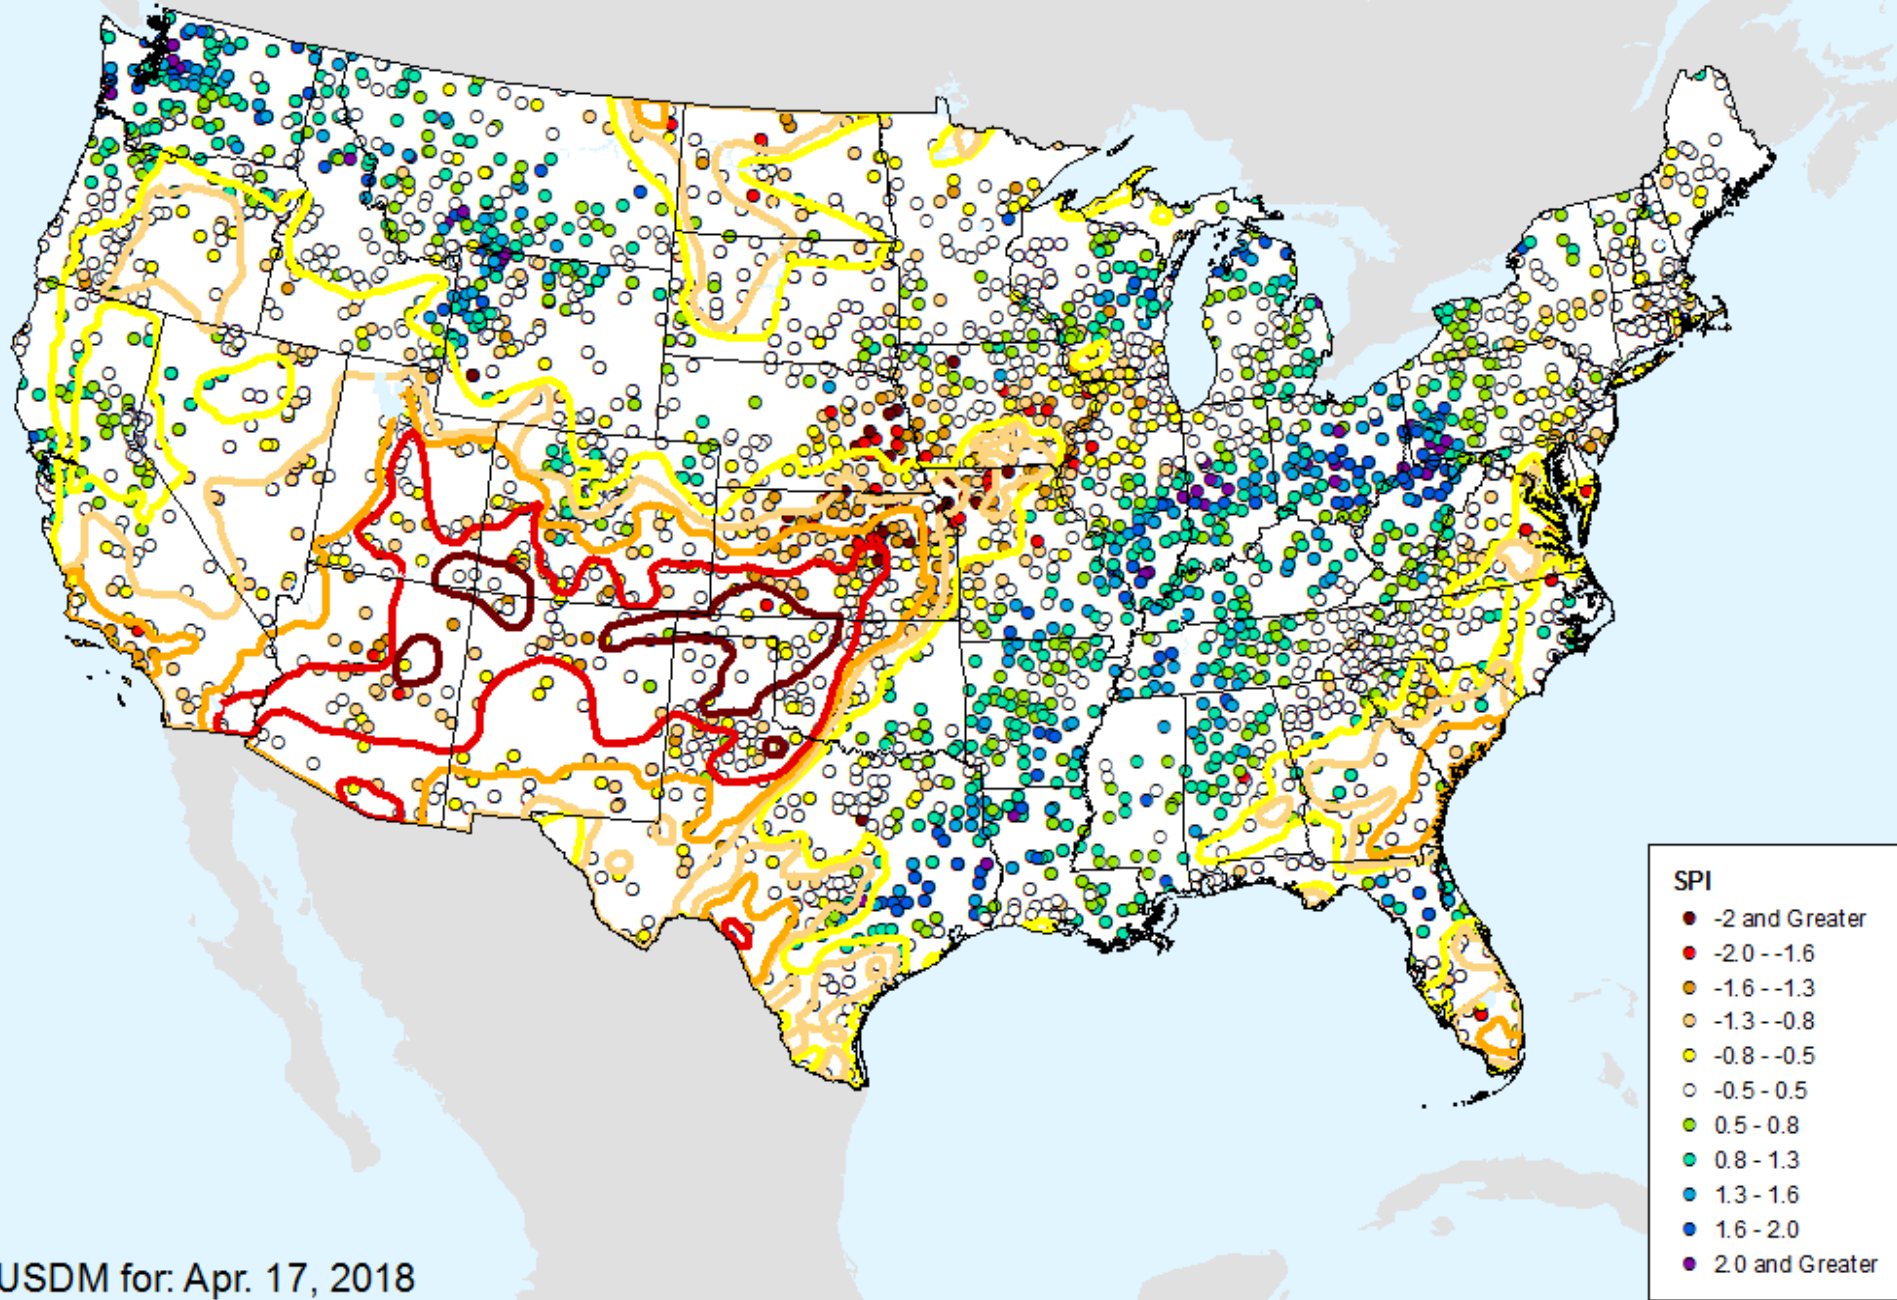 SPI
-2 and Greater
-2.0 - -1.6
-1.6 - -1.3
-1.3 - -0.8
-0.8 - -0.5
-0.5 - 0.5
0.5 - 0.8
0.8 - 1.3
1.3 - 1.6
1.6 - 2.0
2.0 and Greater
USDM for: Apr. 17, 2018